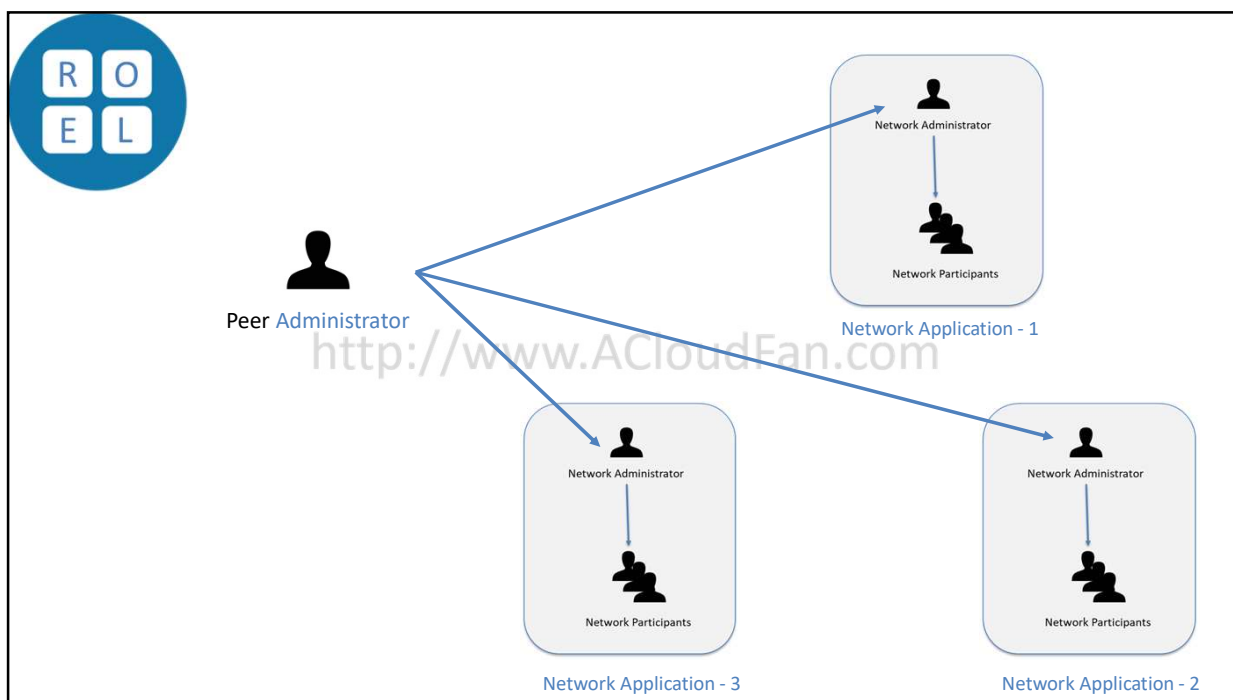 R O
E L
Network Administrator
Network Participants
Network Application - 1
Peer Administrator
http://www.ACloudFan.com
Network Administrator
Network Participants
Network Application - 3
Network Administrator
Network Participants
Network Application - 2